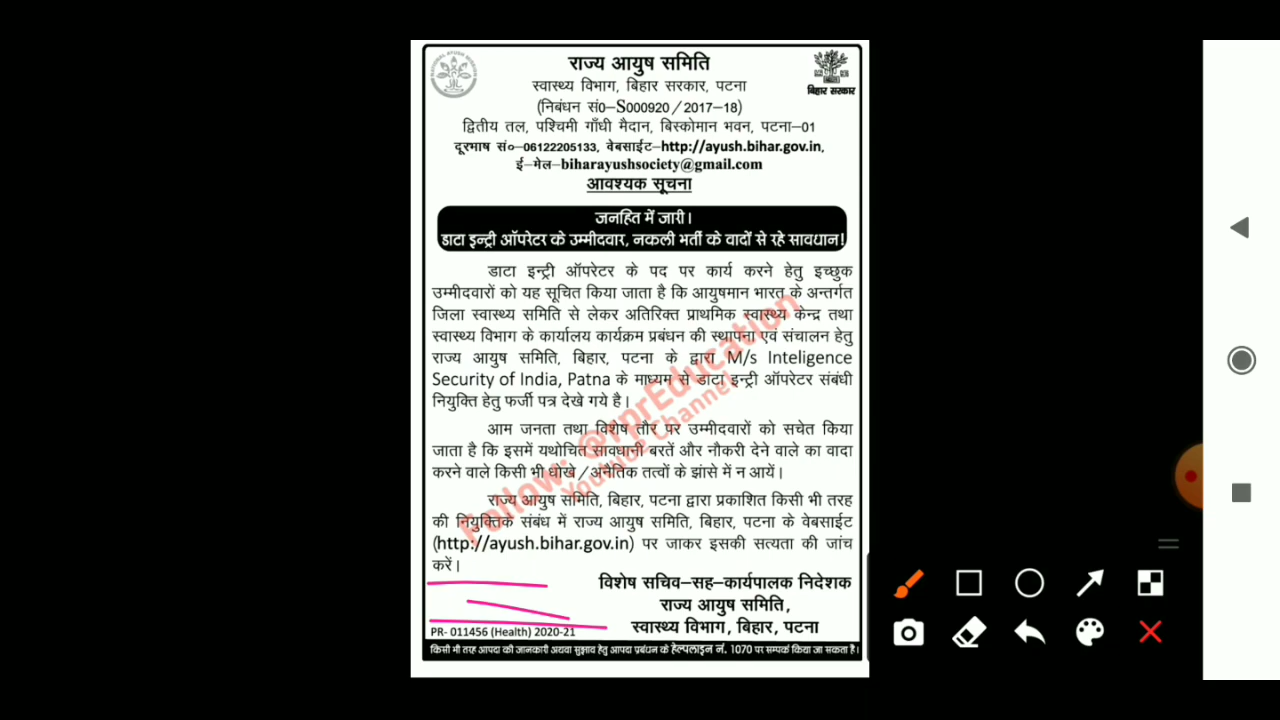 राज्य आयुष समिति
स्वास्थ्य विभाग, बिहार सरकार, पटना
(निबंधन सं0-S000920/2017-18)
द्वितीय तल, पश्चिमी गाँधी मैदान, बिस्कोमान भवन, पटना-01
दूरभाष सं०-06122205133, वेबसाईट-http://ayush.bihar.gov.in,
ई-मेल-biharayushsociety@gmail.com
बिहार सरकार
आवश्यक सूचना
जनहित में जारी।
डाटा इन्ट्री ऑपरेटर के उम्मीदवार, नकली भर्ती के वादों से रहे सावधान!
डाटा इन्ट्री ऑपरेटर के पद पर कार्य करने हेतु इच्छुक
उम्मीदवारों को यह सूचित किया जाता है कि आयुषमान भारत के अन्तर्गत
जिला स्वास्थ्य समिति से लेकर अतिरिक्त प्राथमिक स्वास्थ्य केन्द्र तथा
स्वास्थ्य विभाग के कार्यालय कार्यक्रम प्रबंधन की स्थापना एवं संचालन हेतु
राज्य आयुष समिति, बिहार, पटना के द्वारा M/s Inteligence
Security of India, Patna के माध्यम से डाटा इन्ट्री ऑपरेटर संबंधी
नियुक्ति हेतु फर्जी पत्र देखे गये है।
आम जनता तथा विशेष तौर पर उम्मीदवारों को सचेत किया
जाता है कि इसमें यथोचित सावधानी बरतें और नौकरी देने वाले का वादा
करने वाले किसी भी धोखे/अनैतिक तत्वों के झांसे में न आयें।
राज्य आयुष समिति, बिहार, पटना द्वारा प्रकाशित किसी भी तरह
की नियुक्तिके संबंध में राज्य आयुष समिति, बिहार, पटना के वेबसाईट
(http://ayush.bihar.gov.in) पर जाकर इसकी सत्यता की जांच
करें।
विशेष सचिव-सह-कार्यपालक निदेशक
राज्य आयुष समिति,
स्वास्थ्य विभाग, बिहार, पटना
PR- 011456 (Health) 2020-21
किसी भी तरह आपदा की जानकारी अथवा सुझाव हेतु आपदा प्रबंधन के हेल्पलाइन नं. 1070 पर सम्पर्क किया जा सकता है।
Follow: @rprEducation
YouTube Channel